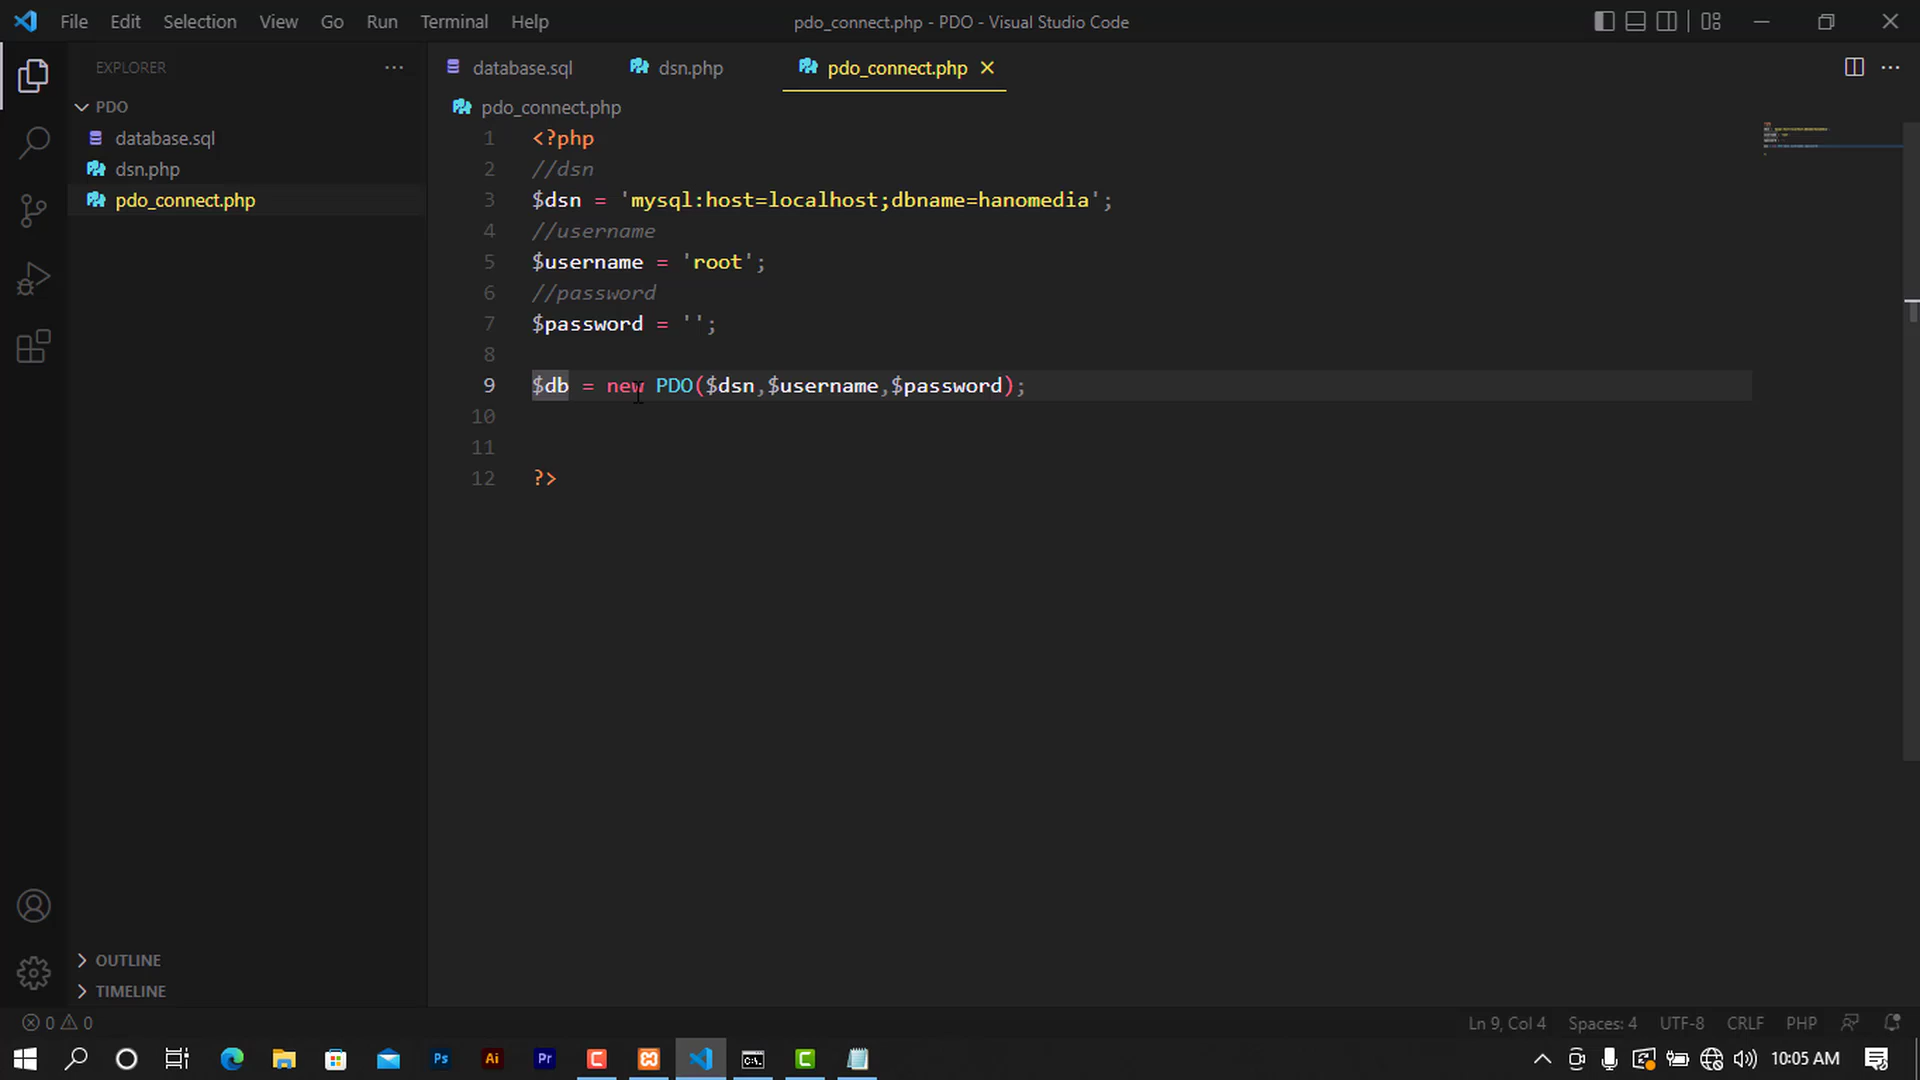 File Edit Selection View Go Run Terminal Help
pdo_connect.php - PDO - Visual Studio Code
EXPLORER
PDO
database.sql
dsn.php
pdo_connect.php
OUTLINE
TIMELINE
database.sql dsn.php pdo_connect.php
pdo_connect.php
1 <?php
2 //dsn
3 $dsn = 'mysql:host=localhost;dbname=hanomedia';
4 //username
5 $username = 'root';
6 //password
7 $password = '';
8
9 $db = new PDO($dsn,$username,$password);
10
11
12 ?>
0 0
Ln 9, Col 4 Spaces: 4 UTF-8 CRLF PHP
Ps Ai Pr
10:05 AM